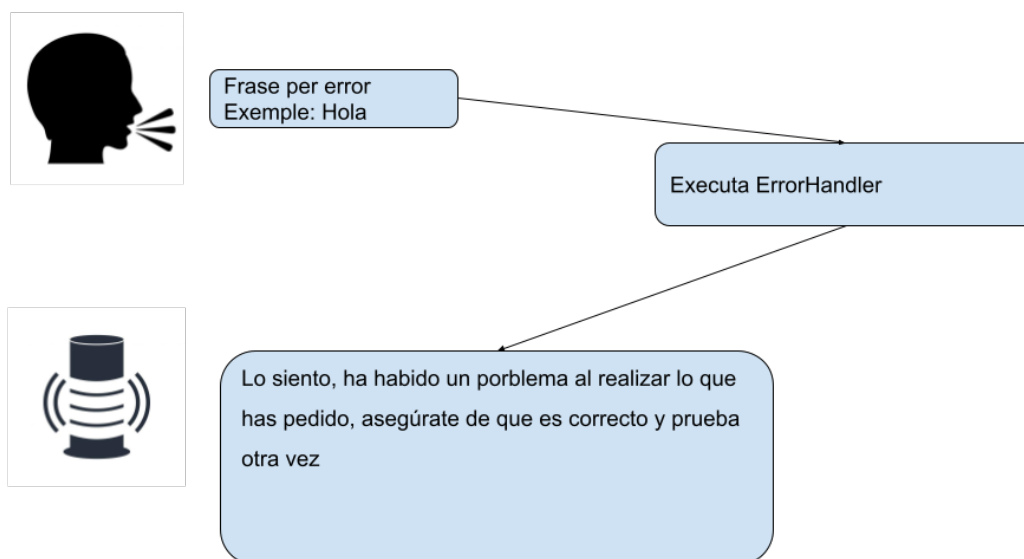 Frase per error
Exemple: Hola
Executa ErrorHandler
Lo siento, ha habido un porblema al realizar lo que
has pedido, asegúrate de que es correcto y prueba
otra vez